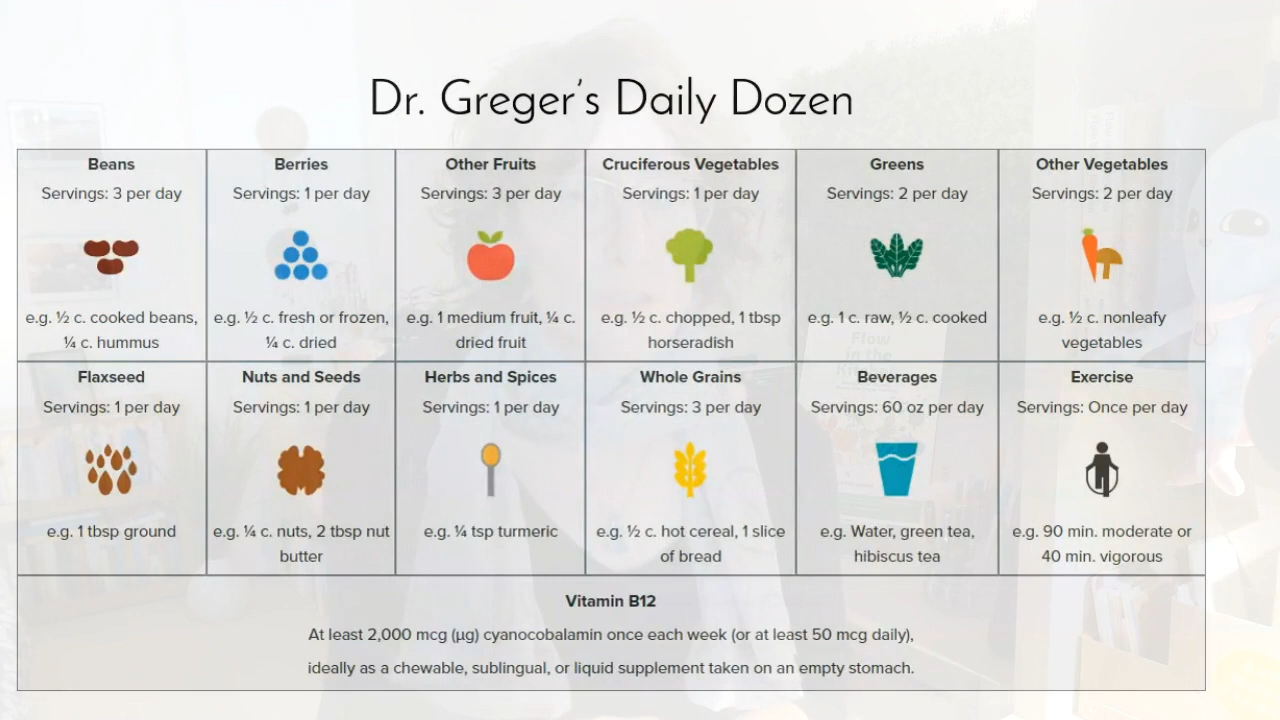 Dr. Greger's Daily Dozen
Beans
Servings: 3 per day
e.g. ½ c. cooked beans,
¼ c. hummus
Berries
Servings: 1 per day
e.g. ½ c. fresh or frozen,
¼ c. dried
Other Fruits
Servings: 3 per day
e.g. 1 medium fruit, ¼ c.
dried fruit
Cruciferous Vegetables
Servings: 1 per day
e.g. ½ c. chopped, 1 tbsp
horseradish
Greens
Servings: 2 per day
e.g. 1 c. raw, ½ c. cooked
Other Vegetables
Servings: 2 per day
e.g. ½ c. nonleafy
vegetables
Flaxseed
Servings: 1 per day
e.g. 1 tbsp ground
Nuts and Seeds
Servings: 1 per day
e.g. ¼ c. nuts, 2 tbsp nut
butter
Herbs and Spices
Servings: 1 per day
e.g. ¼ tsp turmeric
Whole Grains
Servings: 3 per day
e.g. ½ c. hot cereal, 1 slice
of bread
Beverages
Servings: 60 oz per day
e.g. Water, green tea,
hibiscus tea
Exercise
Servings: Once per day
e.g. 90 min. moderate or
40 min. vigorous
Vitamin B12
At least 2,000 mcg (µg) cyanocobalamin once each week (or at least 50 mcg daily),
ideally as a chewable, sublingual, or liquid supplement taken on an empty stomach.
Flow
in the